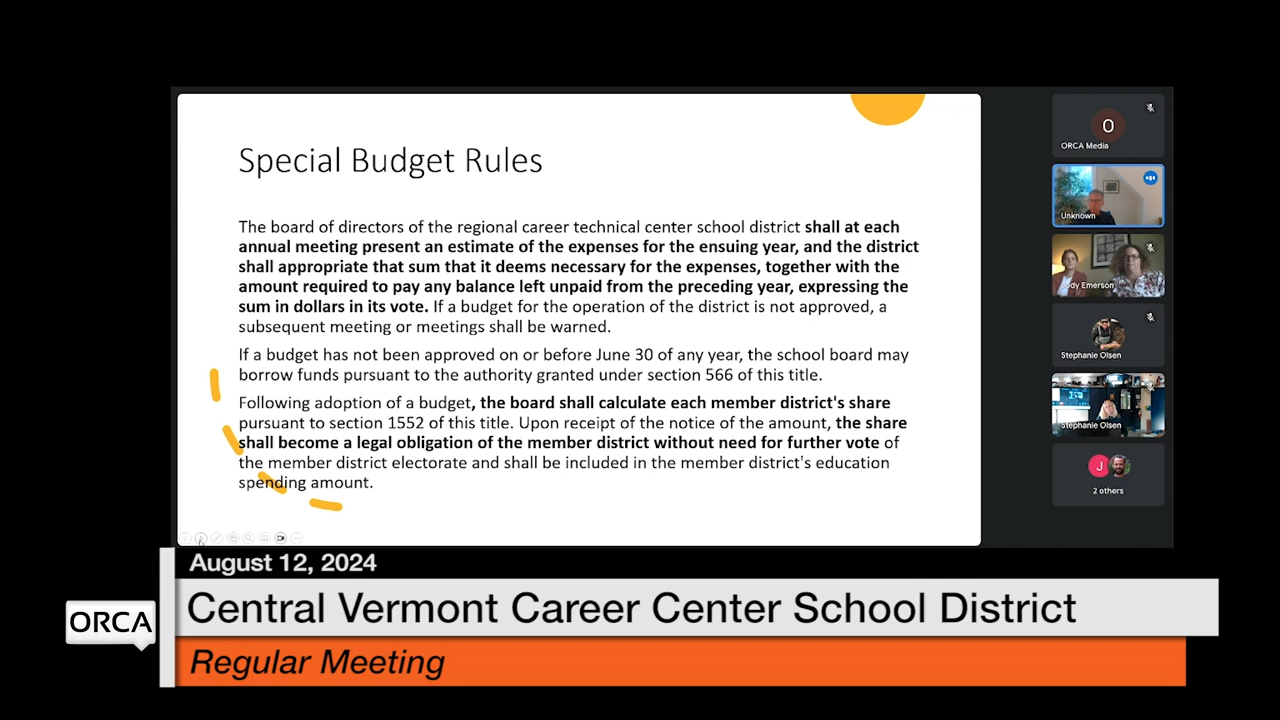 Special Budget Rules
The board of directors of the regional career technical center school district shall at each
annual meeting present an estimate of the expenses for the ensuing year, and the district
shall appropriate that sum that it deems necessary for the expenses, together with the
amount required to pay any balance left unpaid from the preceding year, expressing the
sum in dollars in its vote. If a budget for the operation of the district is not approved, a
subsequent meeting or meetings shall be warned.
If a budget has not been approved on or before June 30 of any year, the school board may
borrow funds pursuant to the authority granted under section 566 of this title.
Following adoption of a budget, the board shall calculate each member district's share
pursuant to section 1552 of this title. Upon receipt of the notice of the amount, the share
shall become a legal obligation of the member district without need for further vote of
the member district electorate and shall be included in the member district's education
spending amount.
O
ORCA Media
Unknown
Jody Emerson
Stephanie Olsen
Stephanie Olsen
J
2 others
August 12, 2024
Central Vermont Career Center School District
ORCA
Regular Meeting